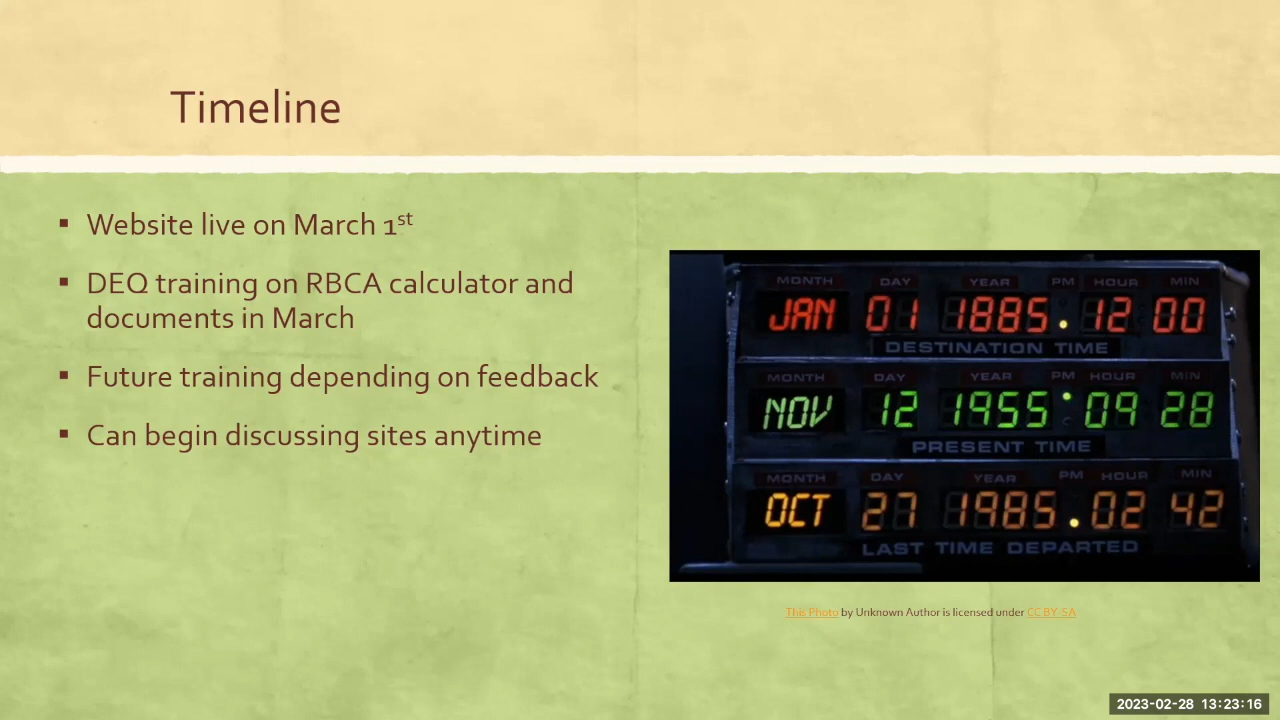 Timeline
▪ Website live on March 1st
▪ DEQ training on RBCA calculator and
documents in March
▪ Future training depending on feedback
▪ Can begin discussing sites anytime
MONTH DAY YEAR PM HOUR MIN
JAN 01 1885 12 00
DESTINATION TIME
MONTH DAY YEAR PM HOUR MIN
NOV 12 1955 : 09 28
PRESENT TIME
MONTH DAY YEAR PM HOUR MIN
OCT 27 1985 02 42
LAST TIME DEPARTED
This Photo by Unknown Author is licensed under CC BY-SA
2023-02-28 13:23:16